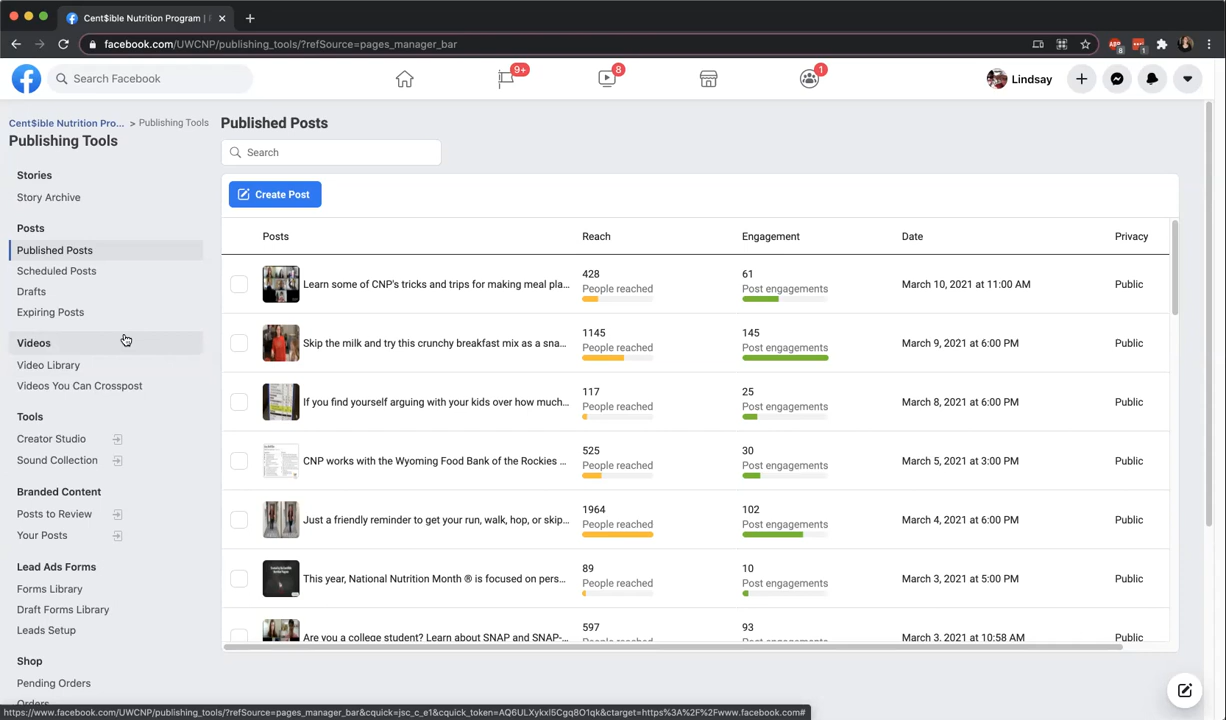 Cent$ible Nutrition Program |
facebook.com/UWCNP/publishing_tools/?refSource=pages_manager_bar
8
1
Search Facebook
9+
8
1
Lindsay
Cent$ible Nutrition Pro... > Publishing Tools
Publishing Tools
Stories
Story Archive
Posts
Published Posts
Scheduled Posts
Drafts
Expiring Posts
Videos
Video Library
Videos You Can Crosspost
Tools
Creator Studio
Sound Collection
Branded Content
Posts to Review
Your Posts
Lead Ads Forms
Forms Library
Draft Forms Library
Leads Setup
Shop
Pending Orders
Orders
Published Posts
Search
Create Post
Posts Reach Engagement Date Privacy
Learn some of CNP's tricks and trips for making meal pla... 428 People reached 61 Post engagements March 10, 2021 at 11:00 AM Public
Skip the milk and try this crunchy breakfast mix as a sna... 1145 People reached 145 Post engagements March 9, 2021 at 6:00 PM Public
If you find yourself arguing with your kids over how much... 117 People reached 25 Post engagements March 8, 2021 at 6:00 PM Public
CNP works with the Wyoming Food Bank of the Rockies ... 525 People reached 30 Post engagements March 5, 2021 at 3:00 PM Public
Just a friendly reminder to get your run, walk, hop, or skip... 1964 People reached 102 Post engagements March 4, 2021 at 6:00 PM Public
This year, National Nutrition Month ® is focused on pers... 89 People reached 10 Post engagements March 3, 2021 at 5:00 PM Public
Are you a college student? Learn about SNAP and SNAP-... 597 People reached 93 Post engagements March 3, 2021 at 10:58 AM Public
https://www.facebook.com/UWCNP/publishing_tools/?refSource=pages_manager_bar&cquick=jsc_c_e1&cquick_token=AQ6ULXykxl5Cgq8O1qk&ctarget=https%3A%2F%2Fwww.facebook.com#